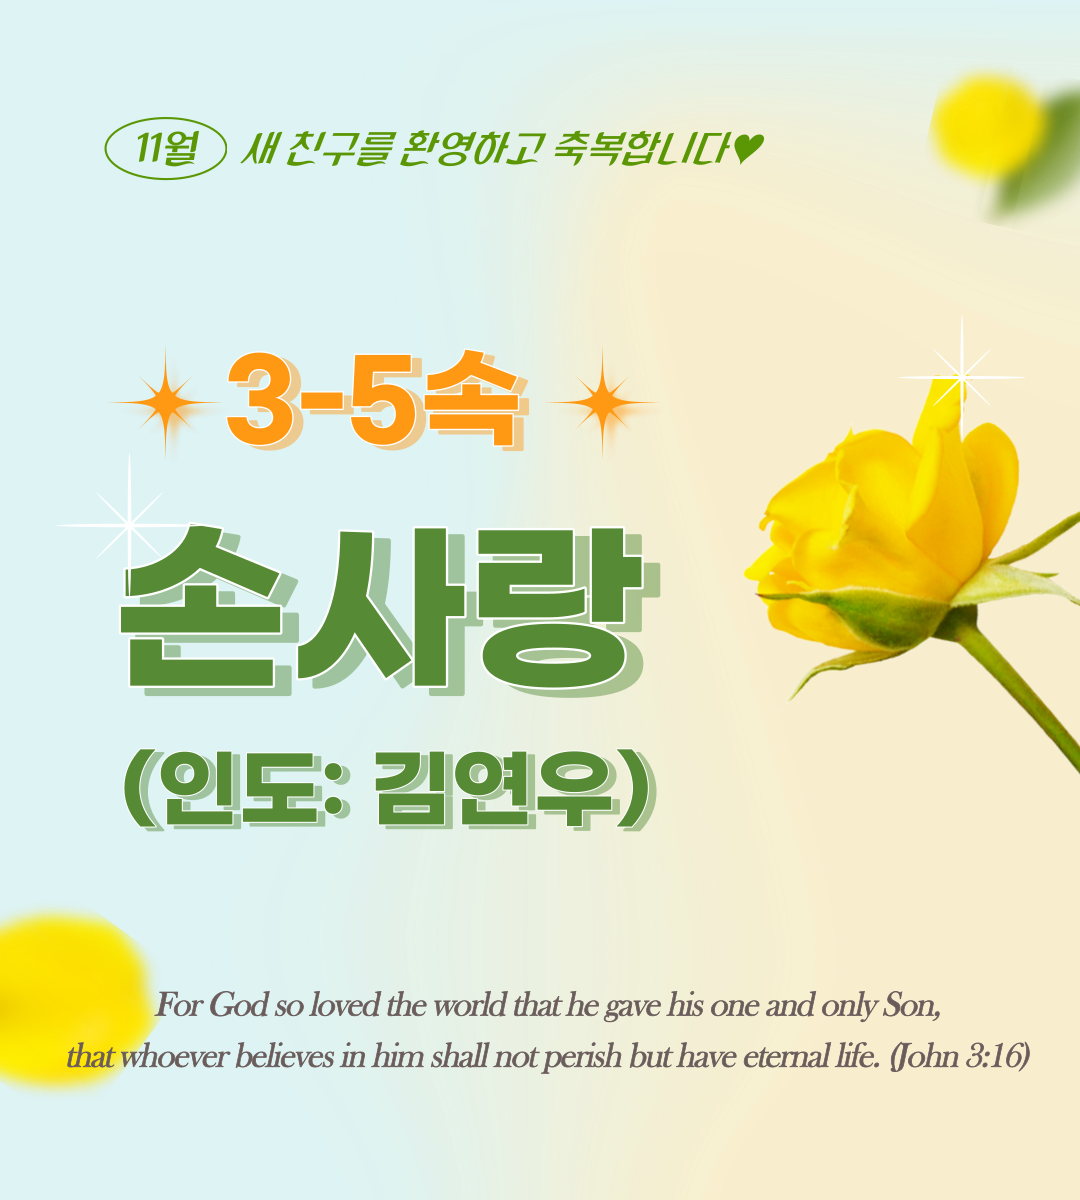 11월 새 친구를 환영하고 축복합니다♥
3-5속
손사랑
(인도: 김연우)
For God so loved the world that he gave his one and only Son,
that whoever believes in him shall not perish but have eternal life. (John 3:16)